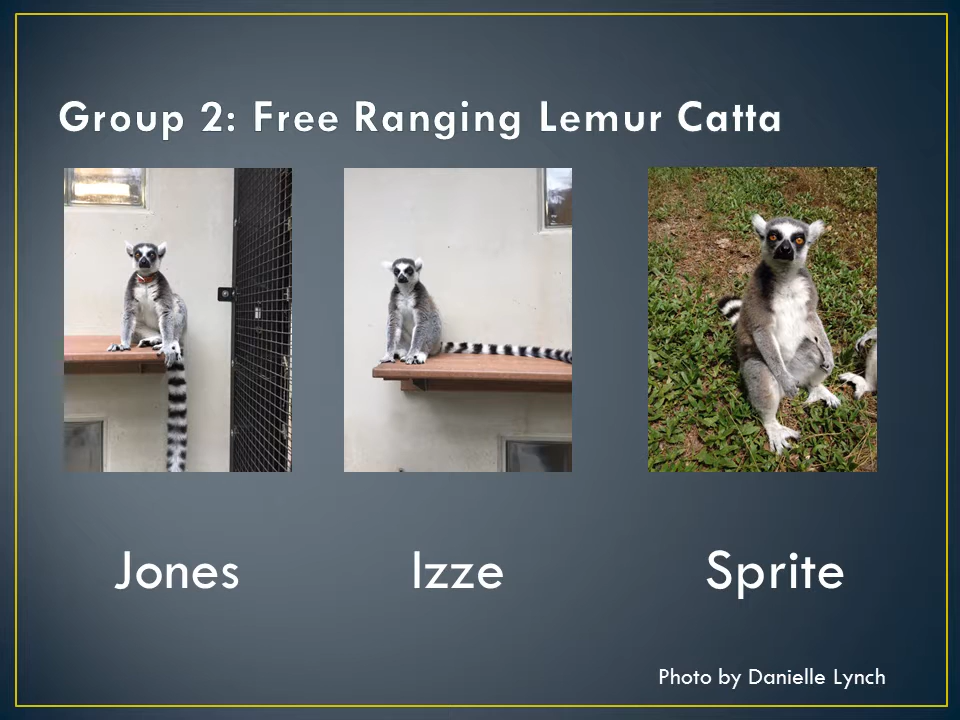 Group 2: Free Ranging Lemur Catta
Jones
Izze
Sprite
Photo by Danielle Lynch